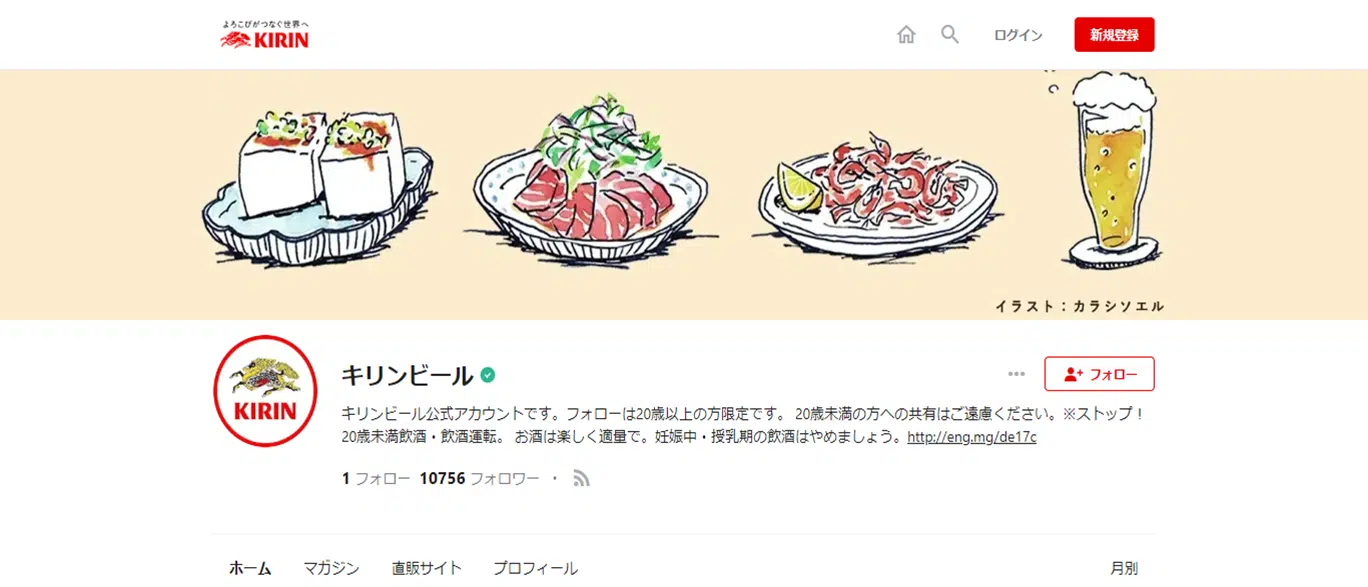 よろこびがつなぐ世界へ
KIRIN
ログイン
新規登録
イラスト：カラシソエル
KIRIN
キリンビール
フォロー
キリンビール公式アカウントです。フォローは20歳以上の方限定です。 20歳未満の方への共有はご遠慮ください。※ストップ！
20歳未満飲酒・飲酒運転。 お酒は楽しく適量で。妊娠中・授乳期の飲酒はやめましょう。http://eng.mg/de17c
1 フォロー 10756 フォロワー ・
ホーム マガジン 直販サイト プロフィール 月別